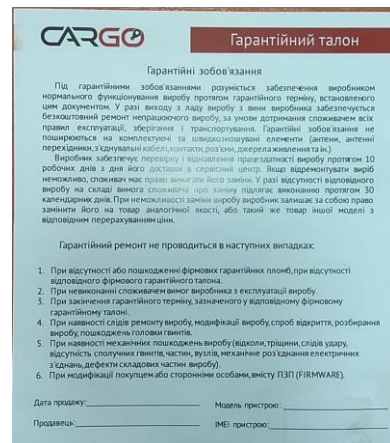 CARGO
Гарантійний талон
Гарантійні зобов'язання
Під гарантійними зобов'язаннями розуміється забезпечення виробником
нормального функціонування виробу протягом гарантійного терміну, встановленого
цим документом. У разі виходу з ладу виробу з вини виробника забезпечується
безкоштовний ремонт непрацюючого виробу, за умови дотримання споживачем всіх
правил експлуатації, зберігання і транспортування. Гарантійні зобов'язання не
поширюються на комплектуючі та швидкозношувані елементи (антени, антенні
перехідники, з'єднувальні кабелі, контакти, роз'єми, джерела живлення та ін.)
Виробник забезпечує перевірку і відновлення працездатності виробу протягом 10
робочих днів з дня його доставки в сервісний центр. Якщо відремонтувати виріб
неможливо, споживач має право вимагати його заміни. У разі відсутності відповідного
виробу на складі вимога споживача про заміну підлягає виконанню протягом 30
календарних днів. При неможливості заміни виробу виробник залишає за собою право
замінити його на товар аналогічної якості, або такий же товар іншої моделі з
відповідним перерахуванням ціни.
Гарантійний ремонт не проводиться в наступних випадках:
1. При відсутності або пошкодженні фірмових гарантійних пломб, при відсутності
відповідного фірмового гарантійного талона.
2. При невиконанні споживачем вимог виробника з експлуатації виробу.
3. При закінчення гарантійного терміну, зазначеного у відповідному фірмовому
гарантійному талоні.
4. При наявності слідів ремонту виробу, модифікації виробу, спроб відкриття, розбирання
виробу, пошкоджень головки гвинтів.
5. При наявності механічних пошкоджень виробу (відколи, тріщини, сліди удару,
відсутність сполучних гвинтів, частин, вузлів, механічне роз'єднання електричних
з'єднань, дефекти складових частин виробу).
6. При модифікації покупцем або сторонніми особами, вмісту ПЗП (FIRMWARE).
Дата продажу:
Модель пристрою:
Продавець:
IMEI пристрою: